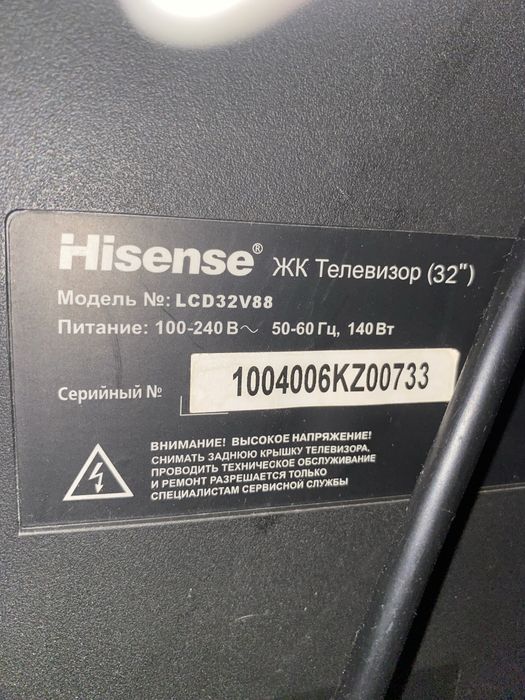 Hisense® ЖК Телевизор (32")
Модель №: LCD32V88
Питание: 100-240 В~ 50-60 Гц, 140 Вт
Серийный № 1004006KZ00733
ВНИМАНИЕ! ВЫСОКОЕ НАПРЯЖЕНИЕ!
СНИМАТЬ ЗАДНЮЮ КРЫШКУ ТЕЛЕВИЗОРА,
ПРОВОДИТЬ ТЕХНИЧЕСКОЕ ОБСЛУЖИВАНИЕ
И РЕМОНТ РАЗРЕШАЕТСЯ ТОЛЬКО
СПЕЦИАЛИСТАМ СЕРВИСНОЙ СЛУЖБЫ